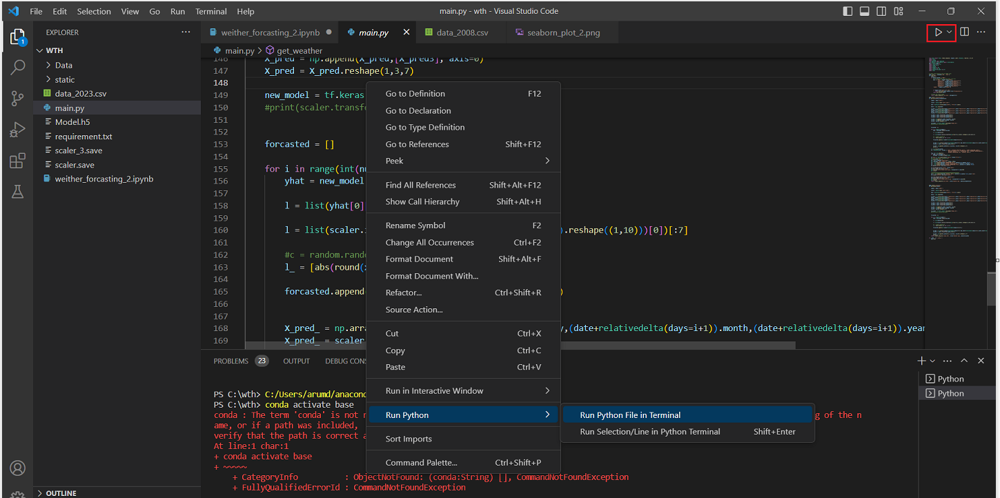 File Edit Selection View Go Run Terminal Help
main.py - wth - Visual Studio Code
EXPLORER
1
WTH
Data
static
data_2023.csv
main.py
Model.h5
requirement.txt
scaler_3.save
scaler.save
weither_forcasting_2.ipynb
OUTLINE
weither_forcasting_2.ipynb
main.py
data_2008.csv
seaborn_plot_2.png
main.py > get_weather
146 X_pred = np.append(X_pred,[X_pred3], axis=0)
147 X_pred = X_pred.reshape(1,3,7)
148
149 new_model = tf.keras
150 #print(scaler.transf
151
152
153 forcasted = []
154
155 for i in range(int(nu
156 yhat = new_model
157
158 l = list(yhat[0]
159
160 l = list(scaler.i ).reshape((1,10)))[0])[:7]
161
162 #c = random.rand
163 l_ = [abs(round(x
164
165 forcasted.append )
166
167
168 X_pred_ = np.arra y,(date+relativedelta(days=i+1)).month,(date+relativedelta(days=i+1)).year
169 X_pred_ = scaler
Go to Definition F12
Go to Declaration
Go to Type Definition
Go to References Shift+F12
Peek
Find All References Shift+Alt+F12
Show Call Hierarchy Shift+Alt+H
Rename Symbol F2
Change All Occurrences Ctrl+F2
Format Document Shift+Alt+F
Format Document With...
Refactor... Ctrl+Shift+R
Source Action...
Cut Ctrl+X
Copy Ctrl+C
Paste Ctrl+V
Run in Interactive Window
Run Python
Sort Imports
Command Palette... Ctrl+Shift+P
Run Python File in Terminal
Run Selection/Line in Python Terminal Shift+Enter
PROBLEMS 23 OUTPUT DEBUG CONS
Python
Python
PS C:\wth> C:/Users/arumd/anacond
PS C:\wth> conda activate base
conda : The term 'conda' is not r g of the n
ame, or if a path was included,
verify that the path is correct a
At line:1 char:1
+ conda activate base
+ ~~~~~
+ CategoryInfo : ObjectNotFound: (conda:String) [], CommandNotFoundException
+ FullyQualifiedErrorId : CommandNotFoundException